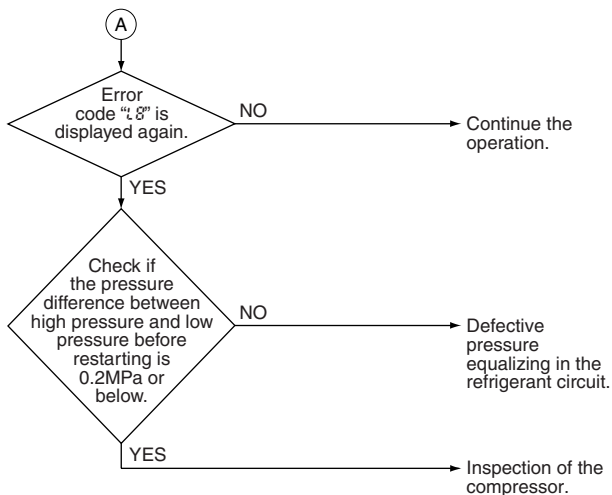 A
Error
code “L8” is
displayed again.
NO
Continue the
operation.
YES
Check if
the pressure
difference between
high pressure and low
pressure before
restarting is
0.2MPa or
below.
NO
Defective
pressure
equalizing in the
refrigerant circuit.
YES
Inspection of the
compressor.